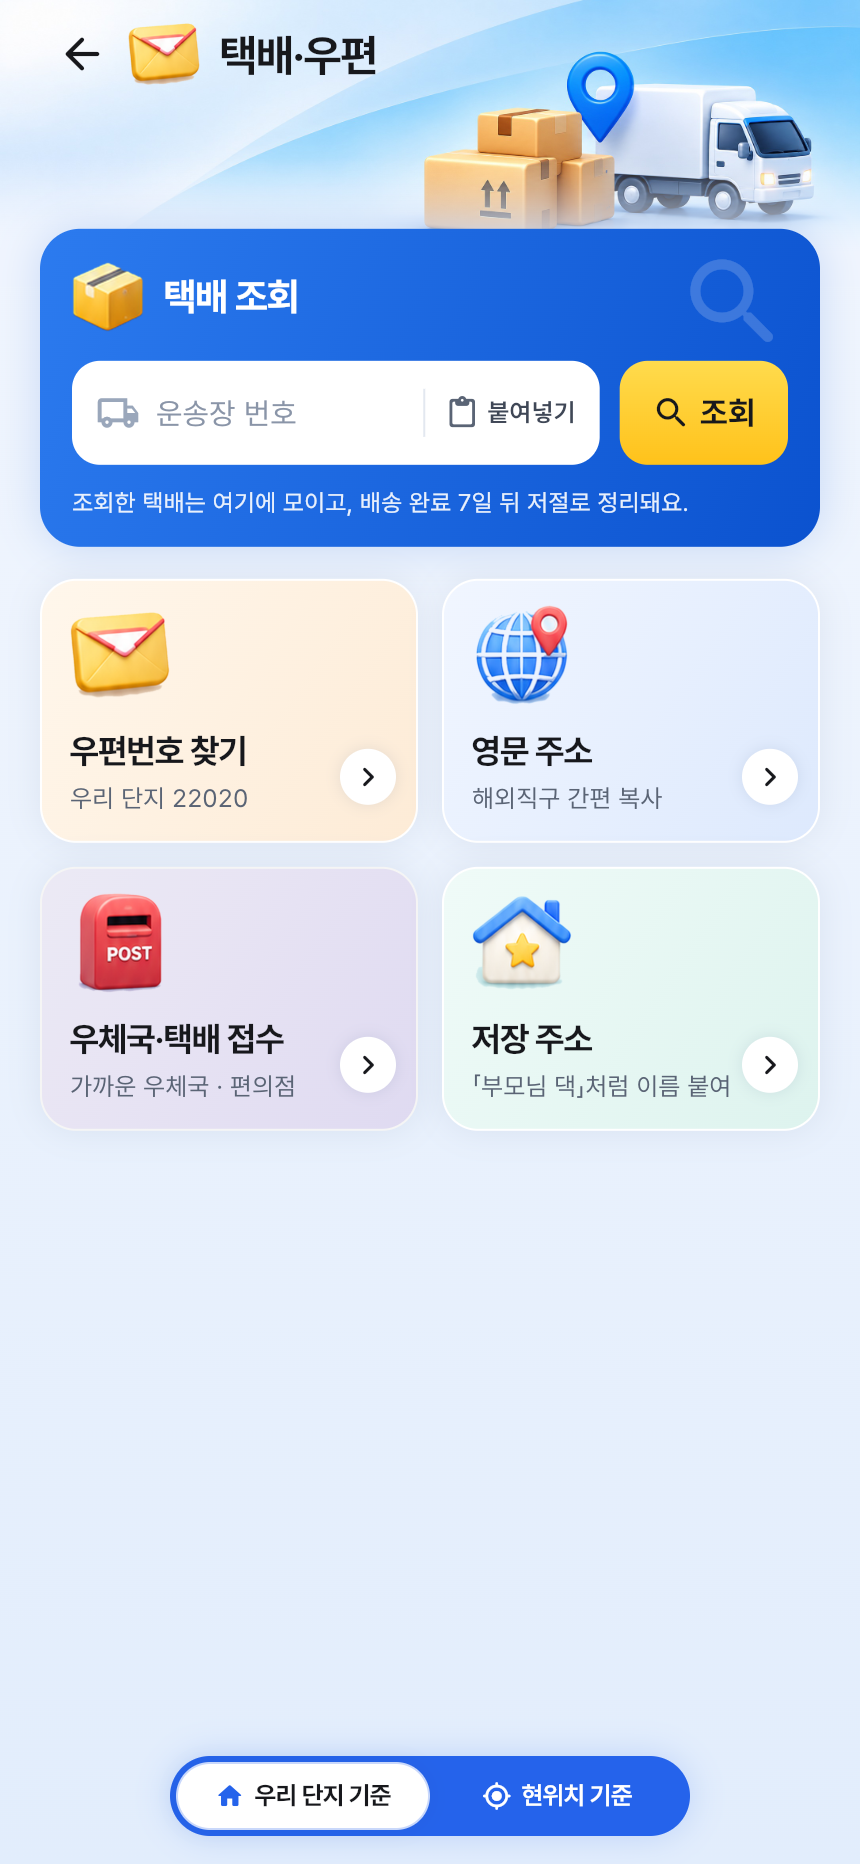 택배·우편
택배 조회
운송장 번호
붙여넣기
조회
조회한 택배는 여기에 모이고, 배송 완료 7일 뒤 저절로 정리돼요.
우편번호 찾기
우리 단지 22020
영문 주소
해외직구 간편 복사
POST
우체국·택배 접수
가까운 우체국 · 편의점
저장 주소
「부모님 댁」처럼 이름 붙여
우리 단지 기준
현위치 기준